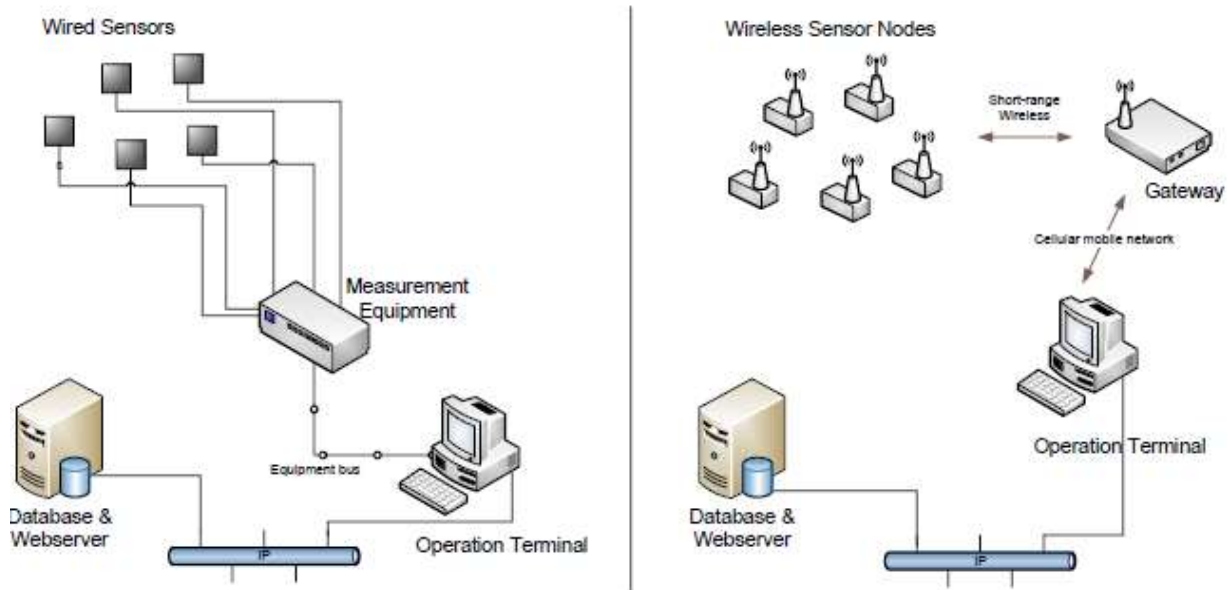 Wired Sensors
Measurement
Equipment
Equipment bus
Database &
Webserver
Operation Terminal
IP
Wireless Sensor Nodes
Short-range
Wireless
Gateway
Cellular mobile network
Operation Terminal
Database &
Webserver
IP